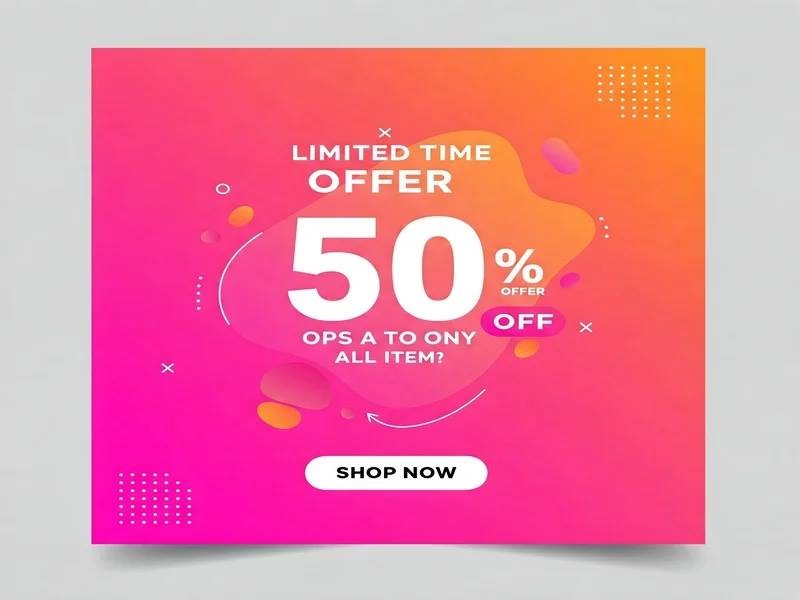 LIMITED TIME
OFFER
50%
OFFER
OFF
OPS A TO ONY
ALL ITEM?
SHOP NOW